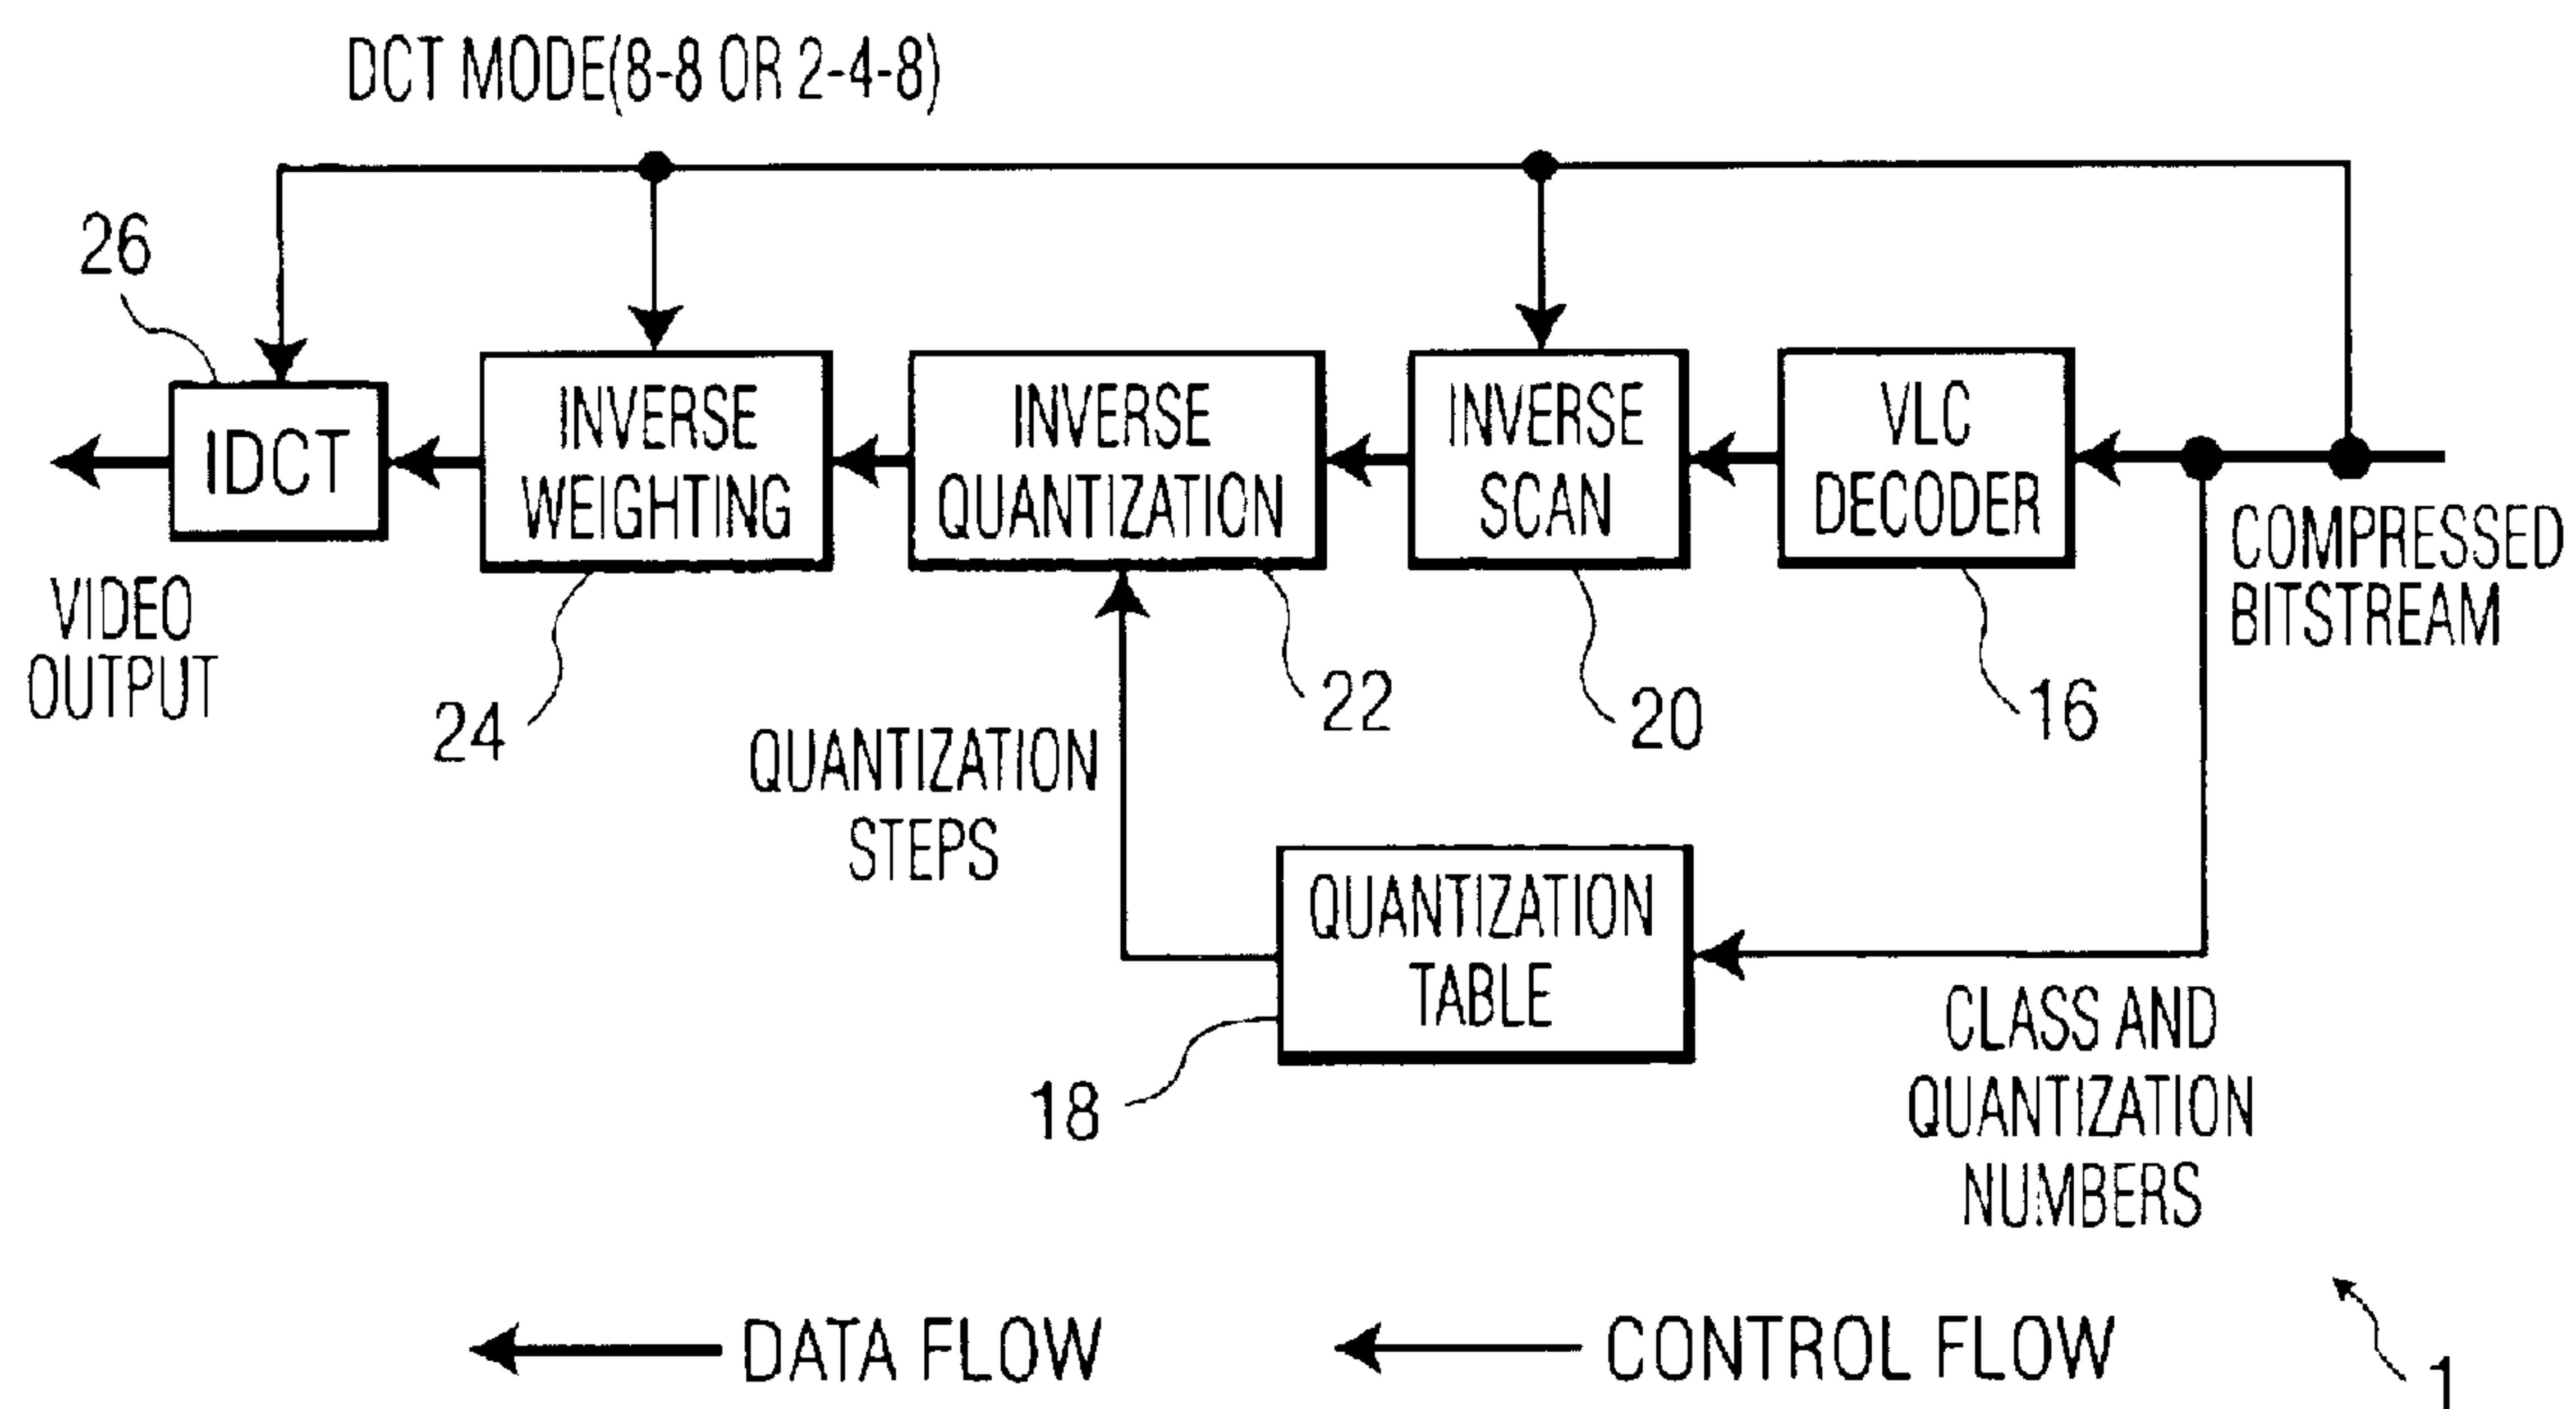 DCT MODE(8-8 OR 2-4-8)
26
IDCT
INVERSE
WEIGHTING
INVERSE
QUANTIZATION
INVERSE
SCAN
VLC
DECODER
COMPRESSED
BITSTREAM
VIDEO
OUTPUT
24
22
20
16
QUANTIZATION
STEPS
QUANTIZATION
TABLE
18
CLASS AND
QUANTIZATION
NUMBERS
DATA FLOW
CONTROL FLOW
1